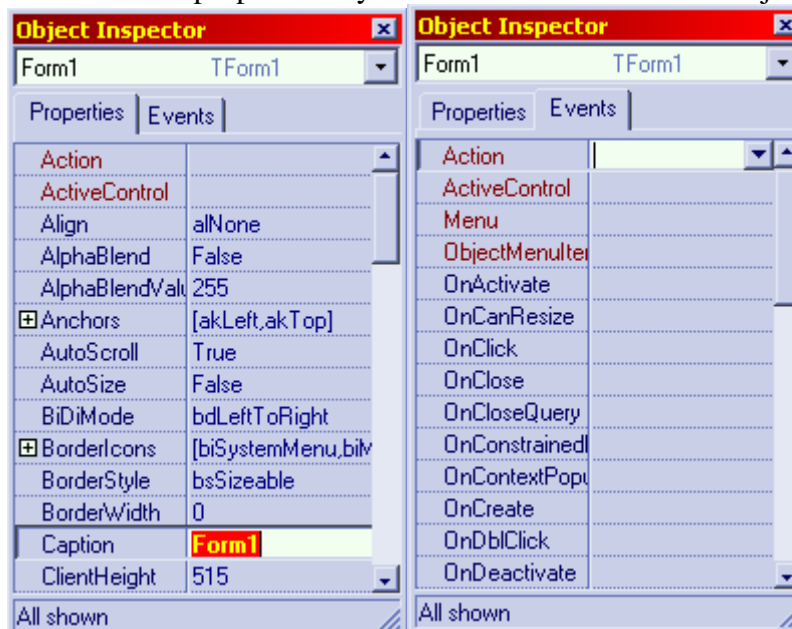 Object Inspector
Form1 TForm1
Properties Events
Action
ActiveControl
Align alNone
AlphaBlend False
AlphaBlendValu 255
Anchors [akLeft,akTop]
AutoScroll True
AutoSize False
BiDiMode bdLeftToRight
BorderIcons [biSystemMenu,biM
BorderStyle bsSizeable
BorderWidth 0
Caption Form1
ClientHeight 515
All shown
Object Inspector
Form1 TForm1
Properties Events
Action
ActiveControl
Menu
ObjectMenuIte
OnActivate
OnCanResize
OnClick
OnClose
OnCloseQuery
OnConstrained
OnContextPopu
OnCreate
OnDblClick
OnDeactivate
All shown